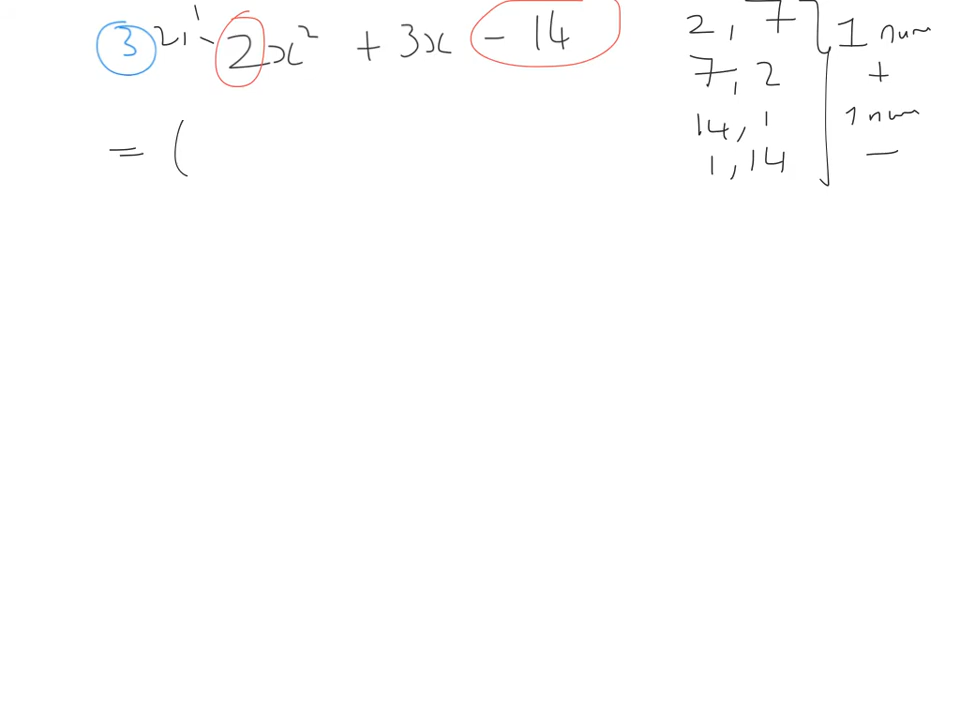 3 2,1 2x² + 3x - 14
= (
2, 7
7, 2
14, 1
1, 14
1 num
+
1 num
-